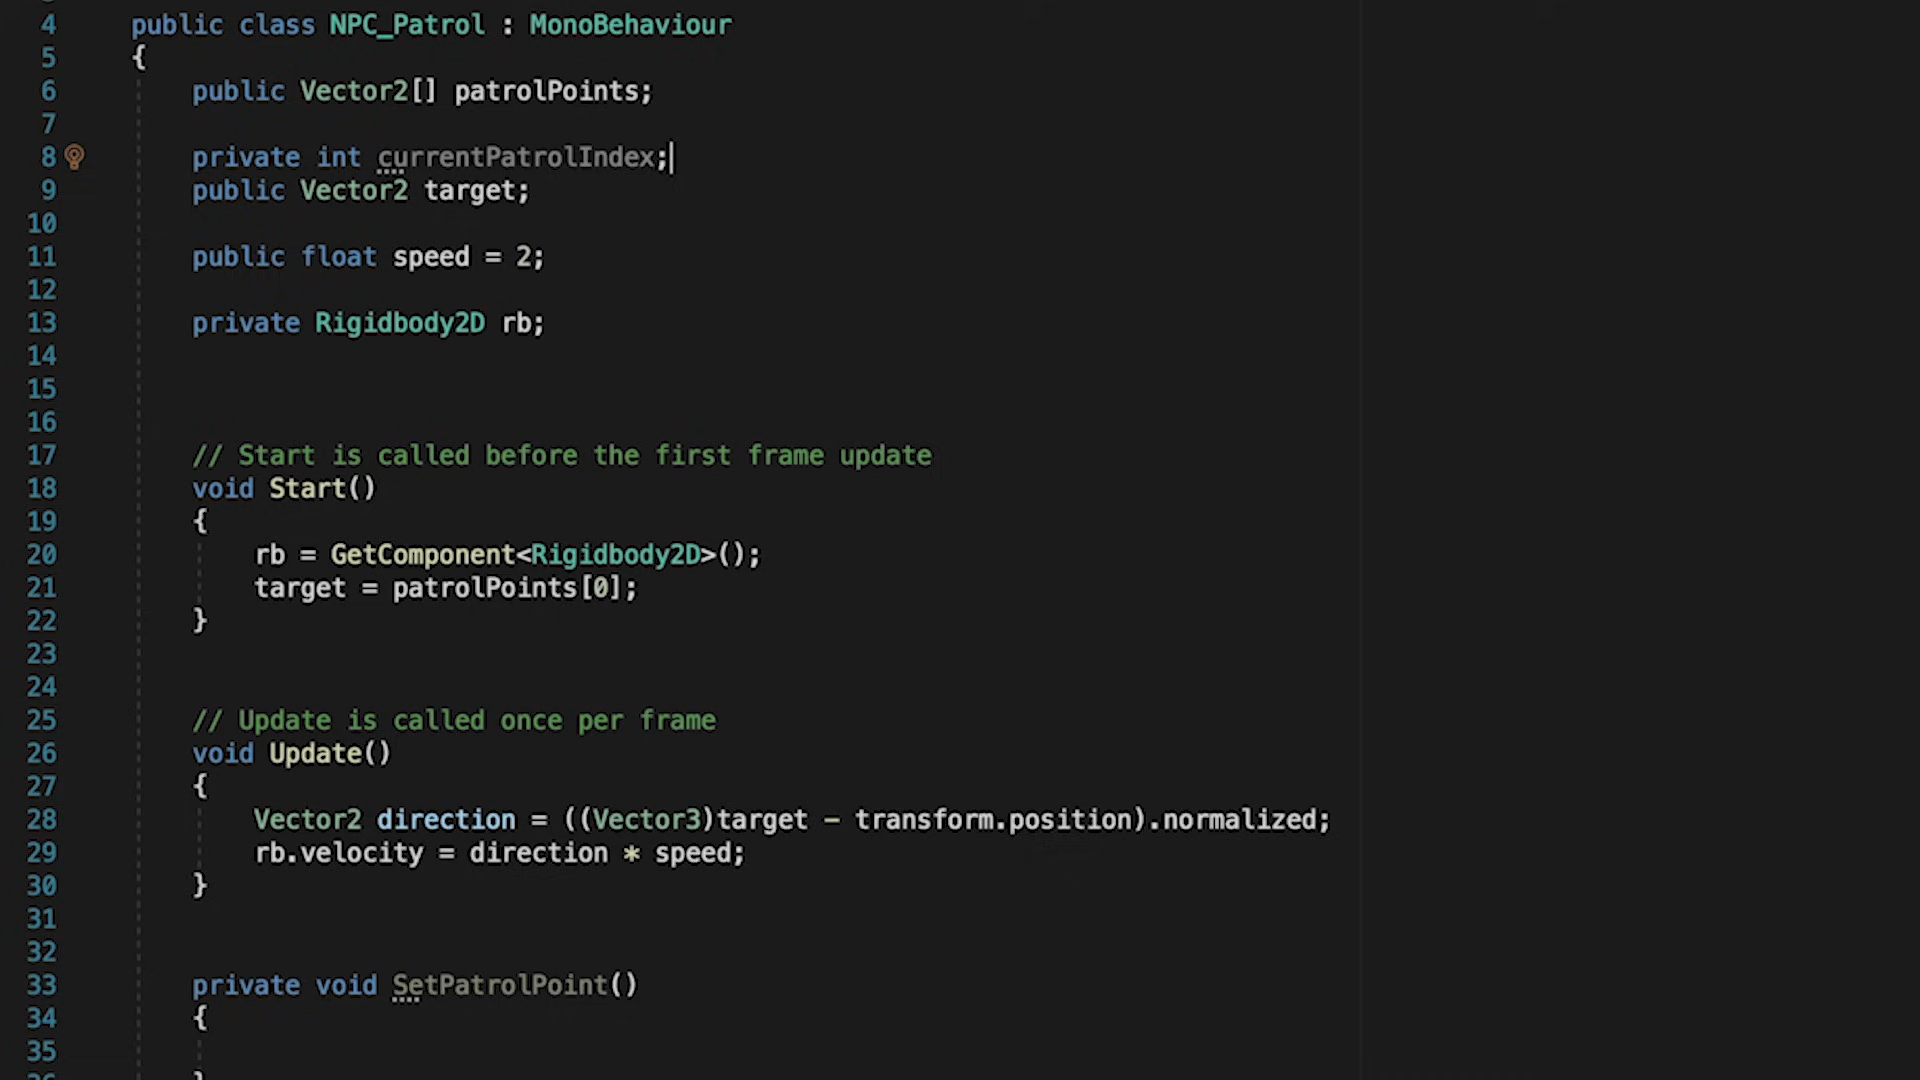 4 public class NPC_Patrol : MonoBehaviour
5 {
6 public Vector2[] patrolPoints;
7
8 private int currentPatrolIndex;
9 public Vector2 target;
10
11 public float speed = 2;
12
13 private Rigidbody2D rb;
14
15
16
17 // Start is called before the first frame update
18 void Start()
19 {
20 rb = GetComponent<Rigidbody2D>();
21 target = patrolPoints[0];
22 }
23
24
25 // Update is called once per frame
26 void Update()
27 {
28 Vector2 direction = ((Vector3)target - transform.position).normalized;
29 rb.velocity = direction * speed;
30 }
31
32
33 private void SetPatrolPoint()
34 {
35